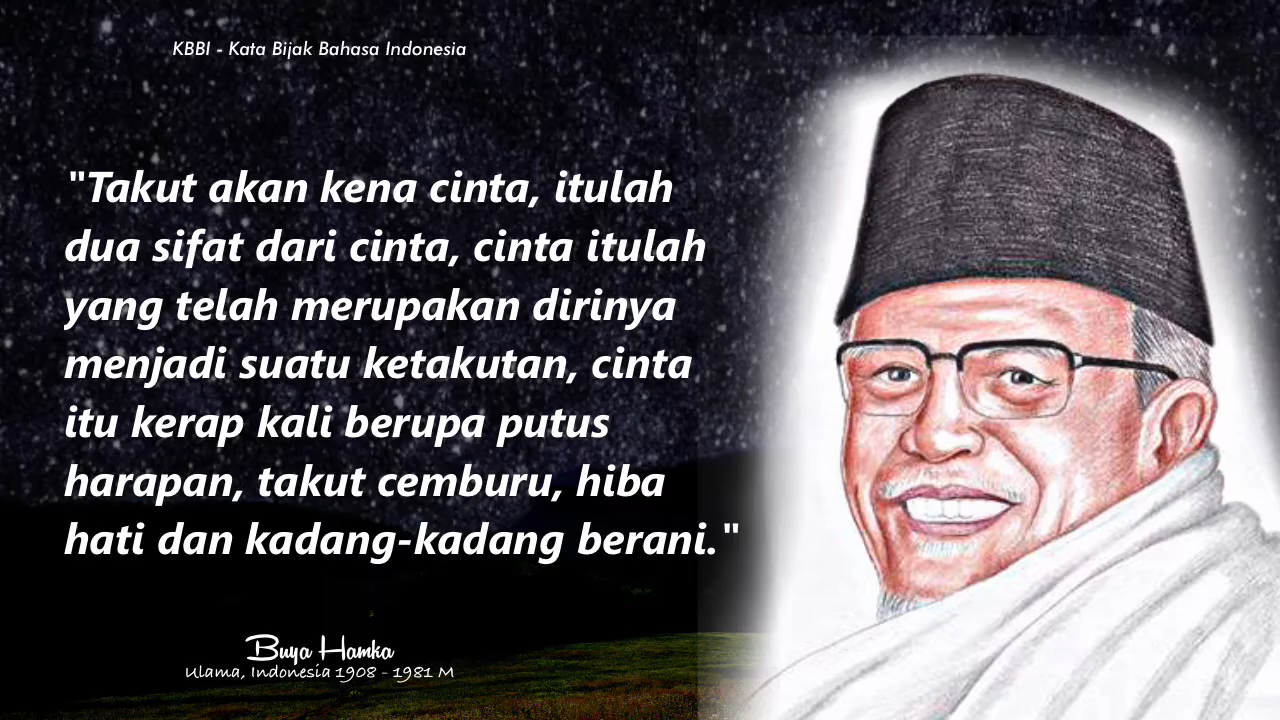 KBBI - Kata Bijak Bahasa Indonesia
"Takut akan kena cinta, itulah
dua sifat dari cinta, cinta itulah
yang telah merupakan dirinya
menjadi suatu ketakutan, cinta
itu kerap kali berupa putus
harapan, takut cemburu, hiba
hati dan kadang-kadang berani."
Buya Hamka
Ulama, Indonesia 1908 - 1981 M